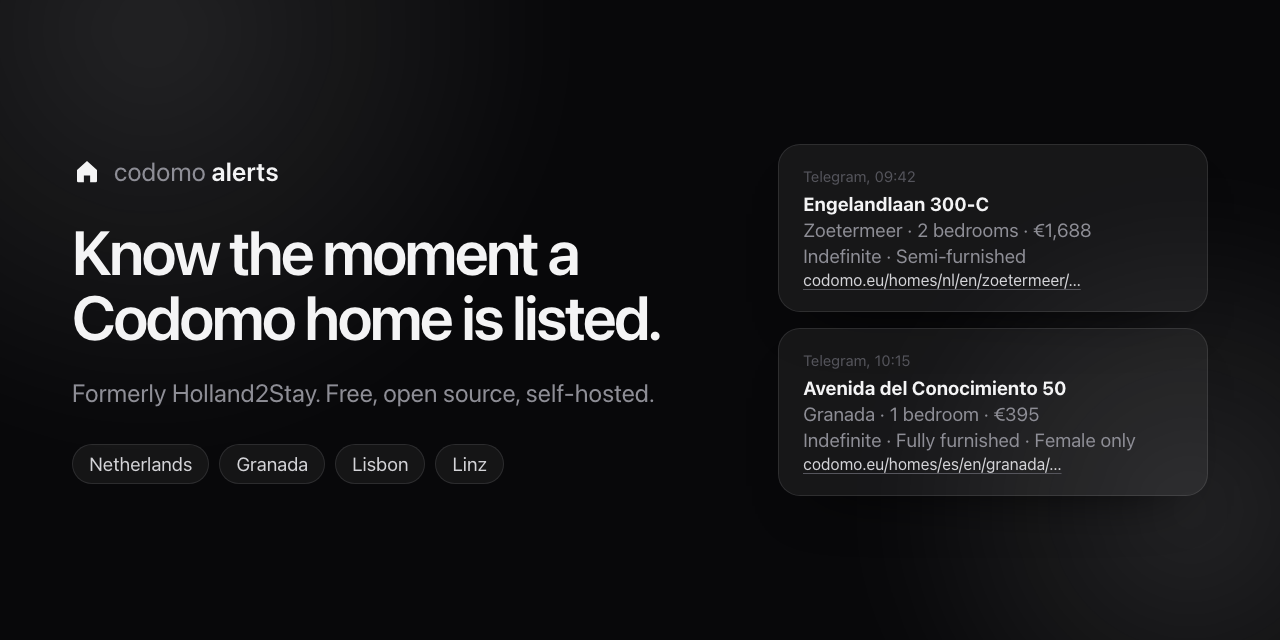 codomo alerts
Know the moment a
Codomo home is listed.
Formerly Holland2Stay. Free, open source, self-hosted.
Netherlands Granada Lisbon Linz
Telegram, 09:42
Engelandlaan 300-C
Zoetermeer · 2 bedrooms · €1,688
Indefinite · Semi-furnished
codomo.eu/homes/nl/en/zoetermeer/...
Telegram, 10:15
Avenida del Conocimiento 50
Granada · 1 bedroom · €395
Indefinite · Fully furnished · Female only
codomo.eu/homes/es/en/granada/...